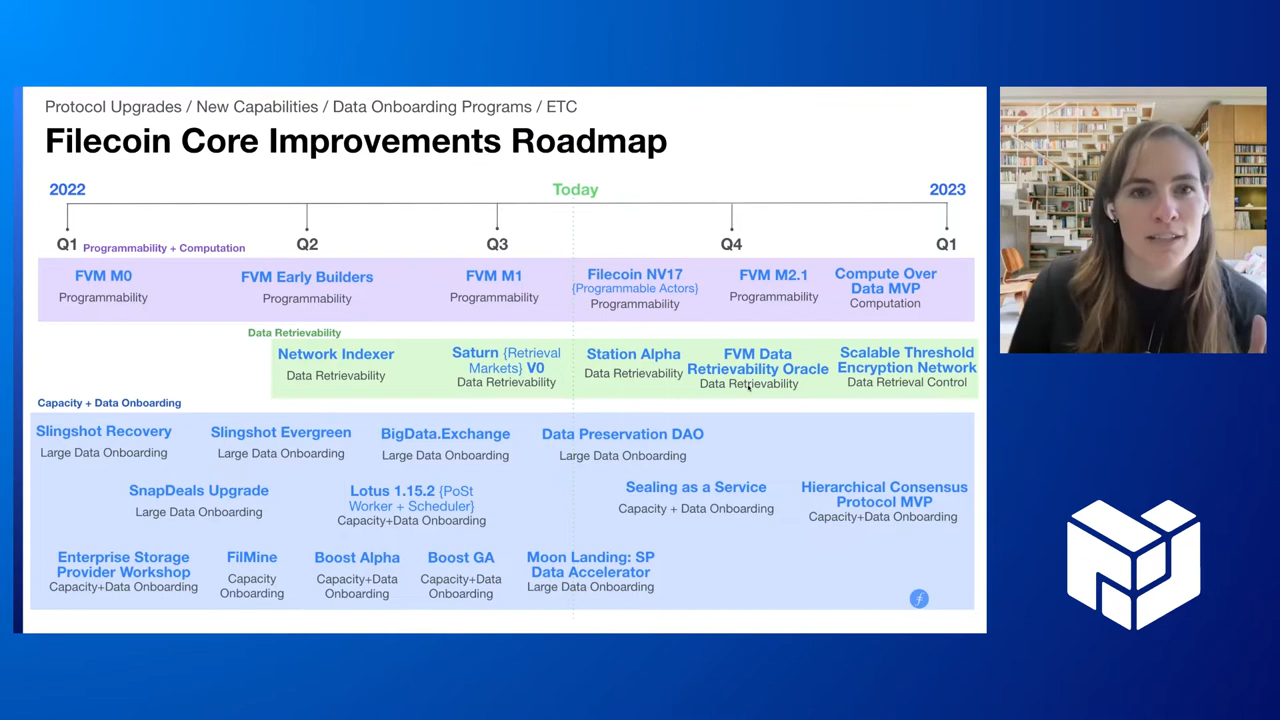 Protocol Upgrades / New Capabilities / Data Onboarding Programs / ETC
Filecoin Core Improvements Roadmap
2022
Today
2023
Q1
Q2
Q3
Q4
Q1
Programmability + Computation
FVM M0
Programmability
FVM Early Builders
Programmability
FVM M1
Programmability
Filecoin NV17
{Programmable Actors}
Programmability
FVM M2.1
Programmability
Compute Over
Data MVP
Computation
Data Retrievability
Network Indexer
Data Retrievability
Saturn {Retrieval
Markets} V0
Data Retrievability
Station Alpha
Data Retrievability
FVM Data
Retrievability Oracle
Data Retrievability
Scalable Threshold
Encryption Network
Data Retrieval Control
Capacity + Data Onboarding
Slingshot Recovery
Large Data Onboarding
Slingshot Evergreen
Large Data Onboarding
BigData.Exchange
Large Data Onboarding
Data Preservation DAO
Large Data Onboarding
SnapDeals Upgrade
Large Data Onboarding
Lotus 1.15.2 {PoSt
Worker + Scheduler}
Capacity+Data Onboarding
Sealing as a Service
Capacity + Data Onboarding
Hierarchical Consensus
Protocol MVP
Capacity+Data Onboarding
Enterprise Storage
Provider Workshop
Capacity+Data Onboarding
FilMine
Capacity
Onboarding
Boost Alpha
Capacity+Data
Onboarding
Boost GA
Capacity+Data
Onboarding
Moon Landing: SP
Data Accelerator
Large Data Onboarding